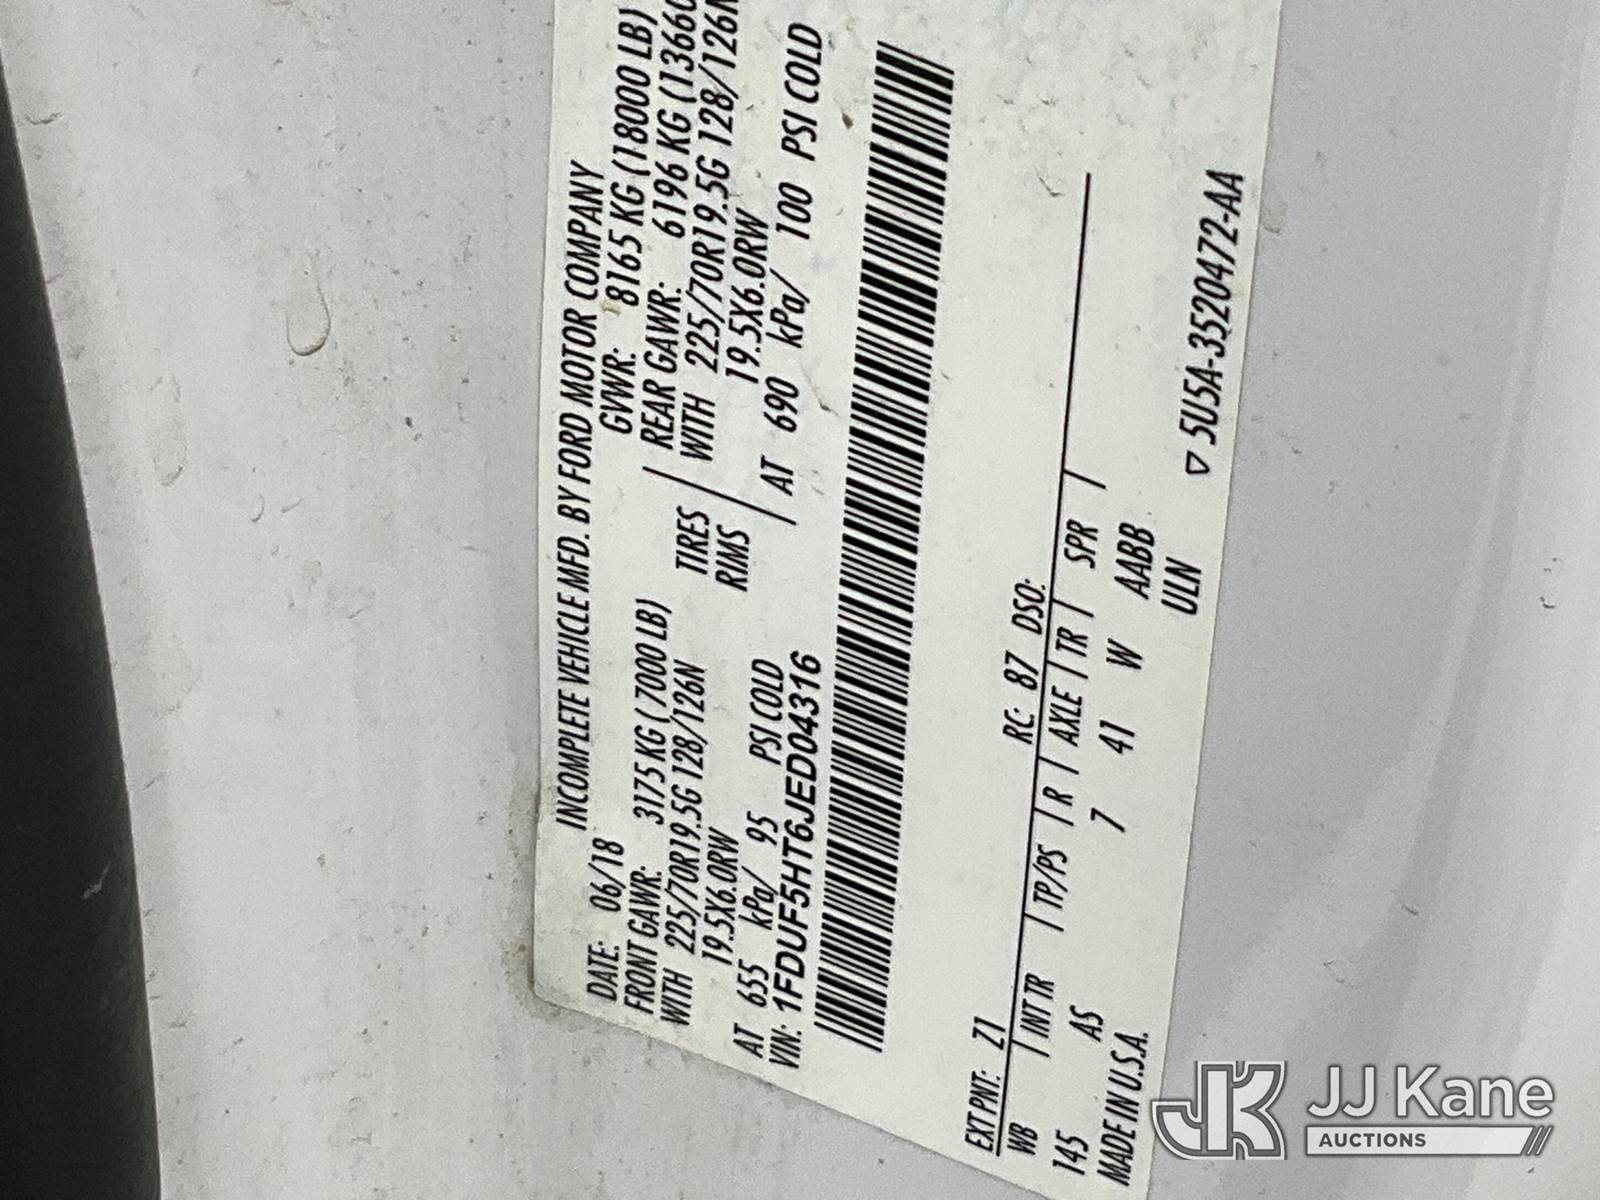 INCOMPLETE VEHICLE MFD. BY FORD MOTOR COMPANY
DATE: 06/18 GVWR: 8165 KG (18000 LB)
FRONT GAWR: 3175 KG ( 7000 LB) REAR GAWR: 6196 KG (13660
WITH 225/70R19.5G 128/126N TIRES WITH 225/70R19.5G 128/126N
19.5X6.0RW RIMS 19.5X6.0RW
AT 655 kPa/ 95 PSI COLD AT 690 kPa/ 100 PSI COLD
VIN: 1FDUF5HT6JED04316
EXT PNT: Z1 RC: 87 DSO:
WB INT TR TP/PS R AXLE TR SPR
145 AS 7 41 W AABB
MADE IN U.S.A. ULN
▽ 5U5A-3520472-AA
JK JJ Kane
AUCTIONS